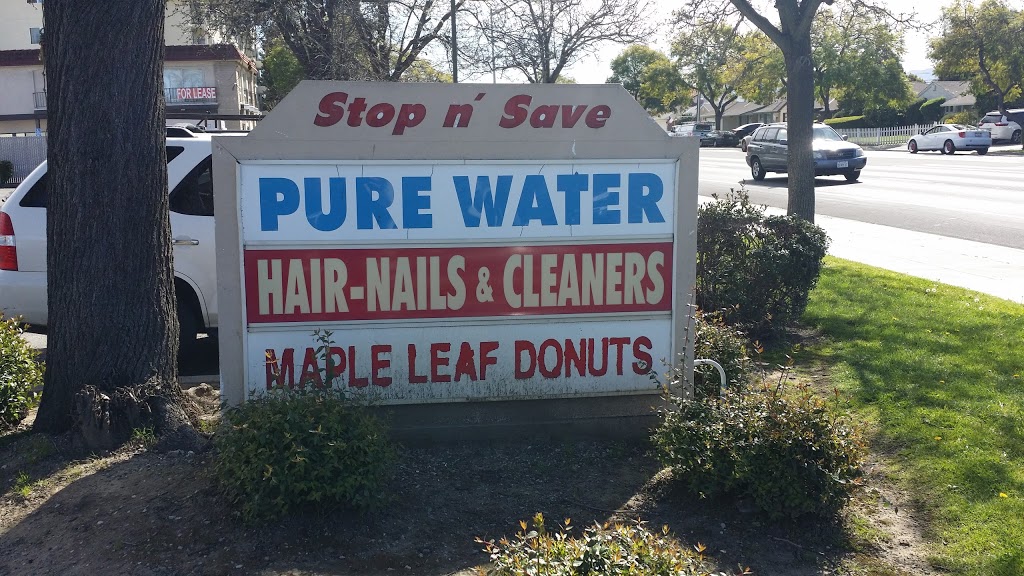 FOR LEASE
Stop n' Save
PURE WATER
HAIR-NAILS & CLEANERS
MAPLE LEAF DONUTS